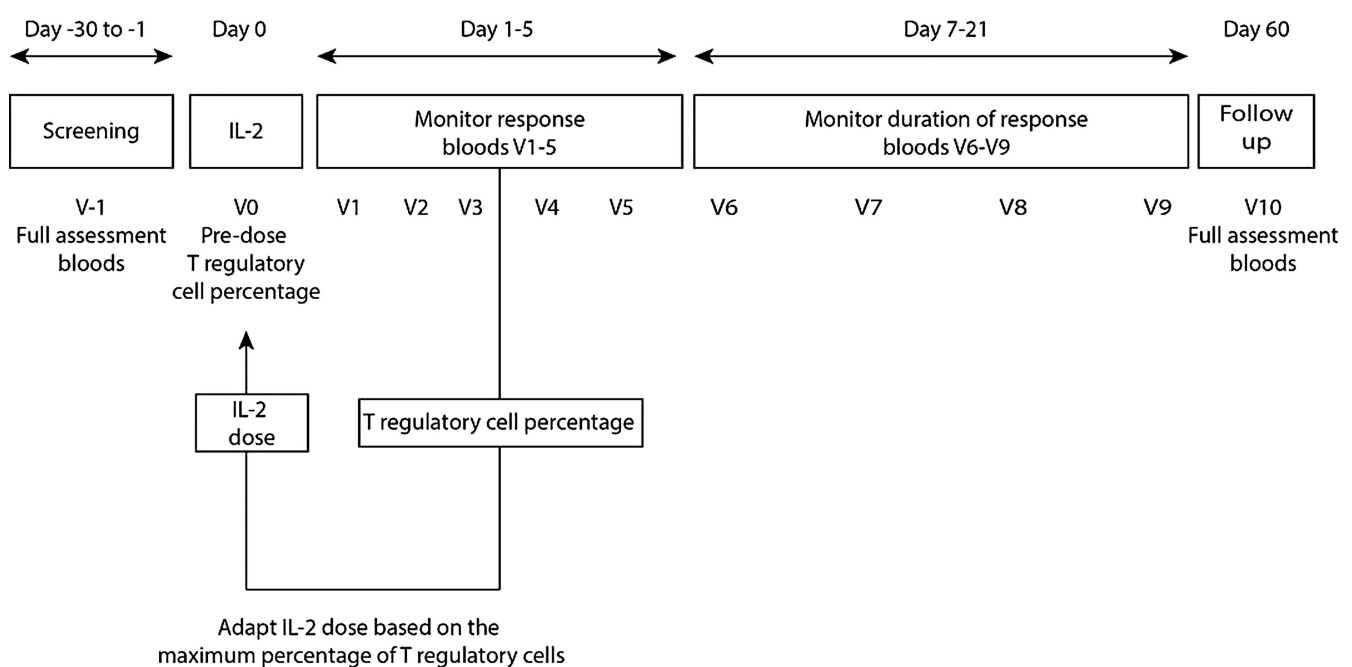 Day -30 to -1
Day 0
Day 1-5
Day 7-21
Day 60
Screening
IL-2
Monitor response
bloods V1-5
Monitor duration of response
bloods V6-V9
Follow
up
V-1
Full assessment
bloods
V0
Pre-dose
T regulatory
cell percentage
V1
V2
V3
V4
V5
V6
V7
V8
V9
V10
Full assessment
bloods
IL-2
dose
T regulatory cell percentage
Adapt IL-2 dose based on the
maximum percentage of T regulatory cells